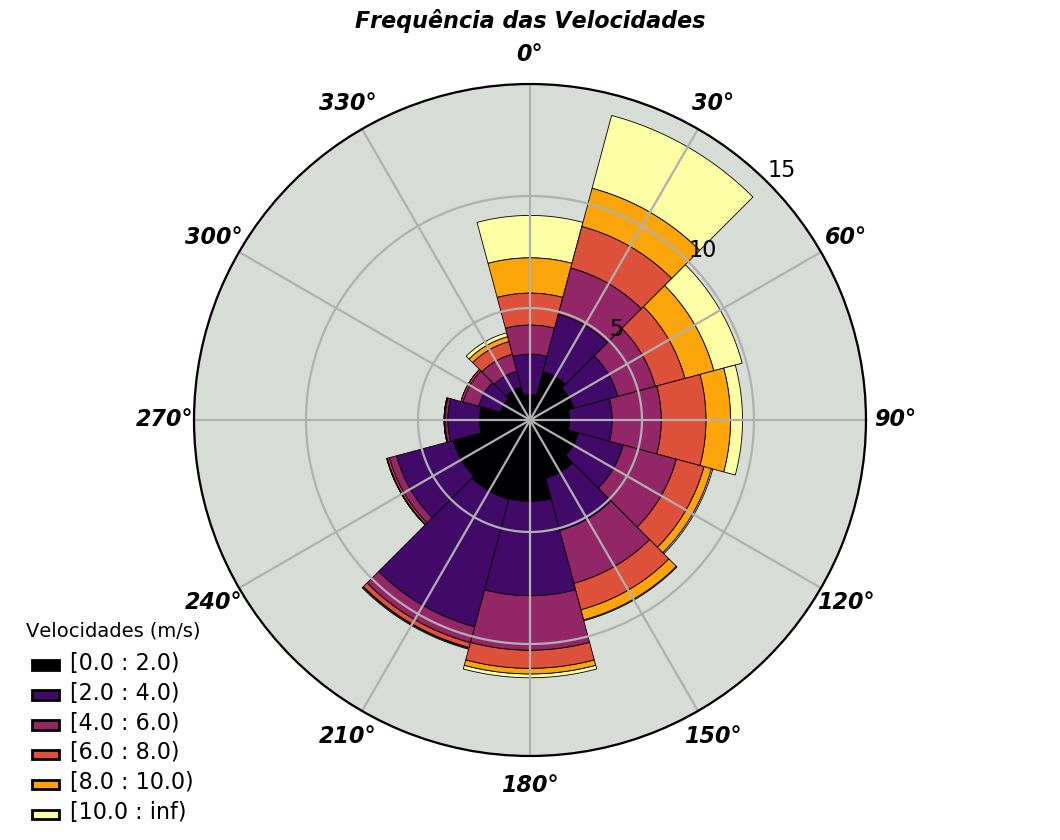 Frequência das Velocidades
0°
330°
30°
15
300°
60°
10
5
270°
90°
240°
120°
210°
150°
180°
Velocidades (m/s)
[0.0 : 2.0)
[2.0 : 4.0)
[4.0 : 6.0)
[6.0 : 8.0)
[8.0 : 10.0)
[10.0 : inf)